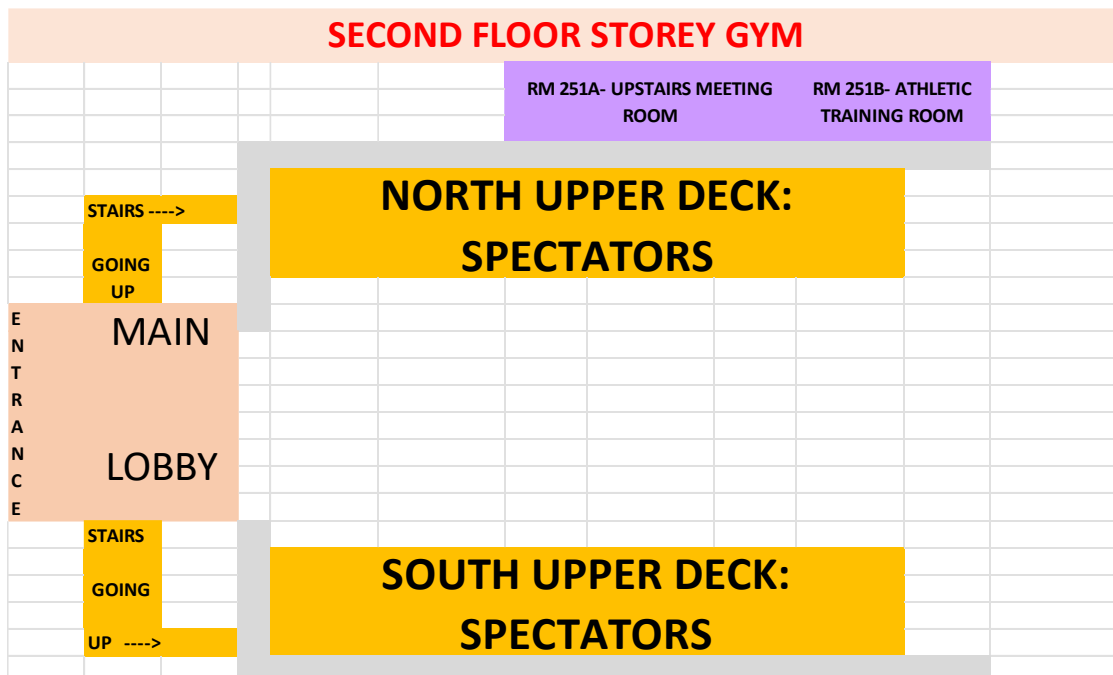 SECOND FLOOR STOREY GYM
RM 251A- UPSTAIRS MEETING
ROOM
RM 251B- ATHLETIC
TRAINING ROOM
NORTH UPPER DECK:
SPECTATORS
STAIRS ---->
GOING
UP
ENTRANCE
MAIN
LOBBY
STAIRS
GOING
UP ---->
SOUTH UPPER DECK:
SPECTATORS